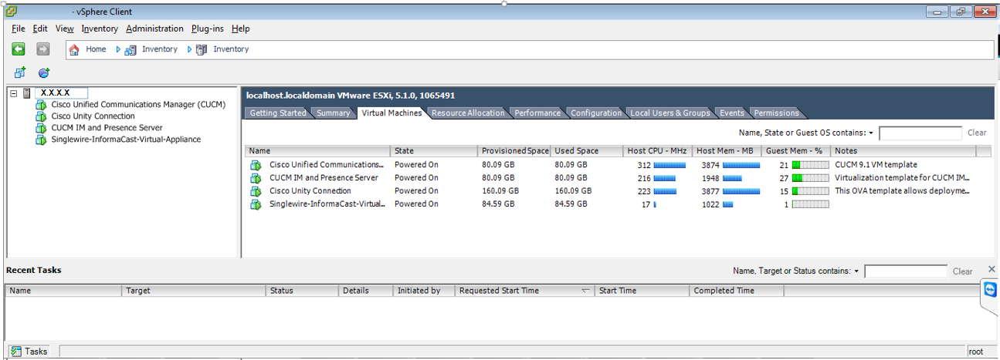 · vSphere Client
File Edit View Inventory Administration Plug-ins Help
Home Inventory Inventory
X.X.X.X
Cisco Unified Communications Manager (CUCM)
Cisco Unity Connection
CUCM IM and Presence Server
Singlewire-InformaCast-Virtual-Appliance
localhost.localdomain VMware ESXi, 5.1.0, 1065491
Getting Started Summary Virtual Machines Resource Allocation Performance Configuration Local Users & Groups Events Permissions
Name, State or Guest OS contains: Clear
Name State Provisioned Space Used Space Host CPU - MHz Host Mem - MB Guest Mem - % Notes
Cisco Unified Communications... Powered On 80.09 GB 80.09 GB 312 3874 21 CUCM 9.1 VM template
CUCM IM and Presence Server Powered On 80.09 GB 80.09 GB 216 1948 27 Virtualization template for CUCM IM...
Cisco Unity Connection Powered On 160.09 GB 160.09 GB 223 3877 15 This OVA template allows deployme...
Singlewire-InformaCast-Virtual... Powered On 84.59 GB 84.59 GB 17 1022 1
Recent Tasks Name, Target or Status contains: Clear
Name Target Status Details Initiated by Requested Start Time Start Time Completed Time
Tasks root